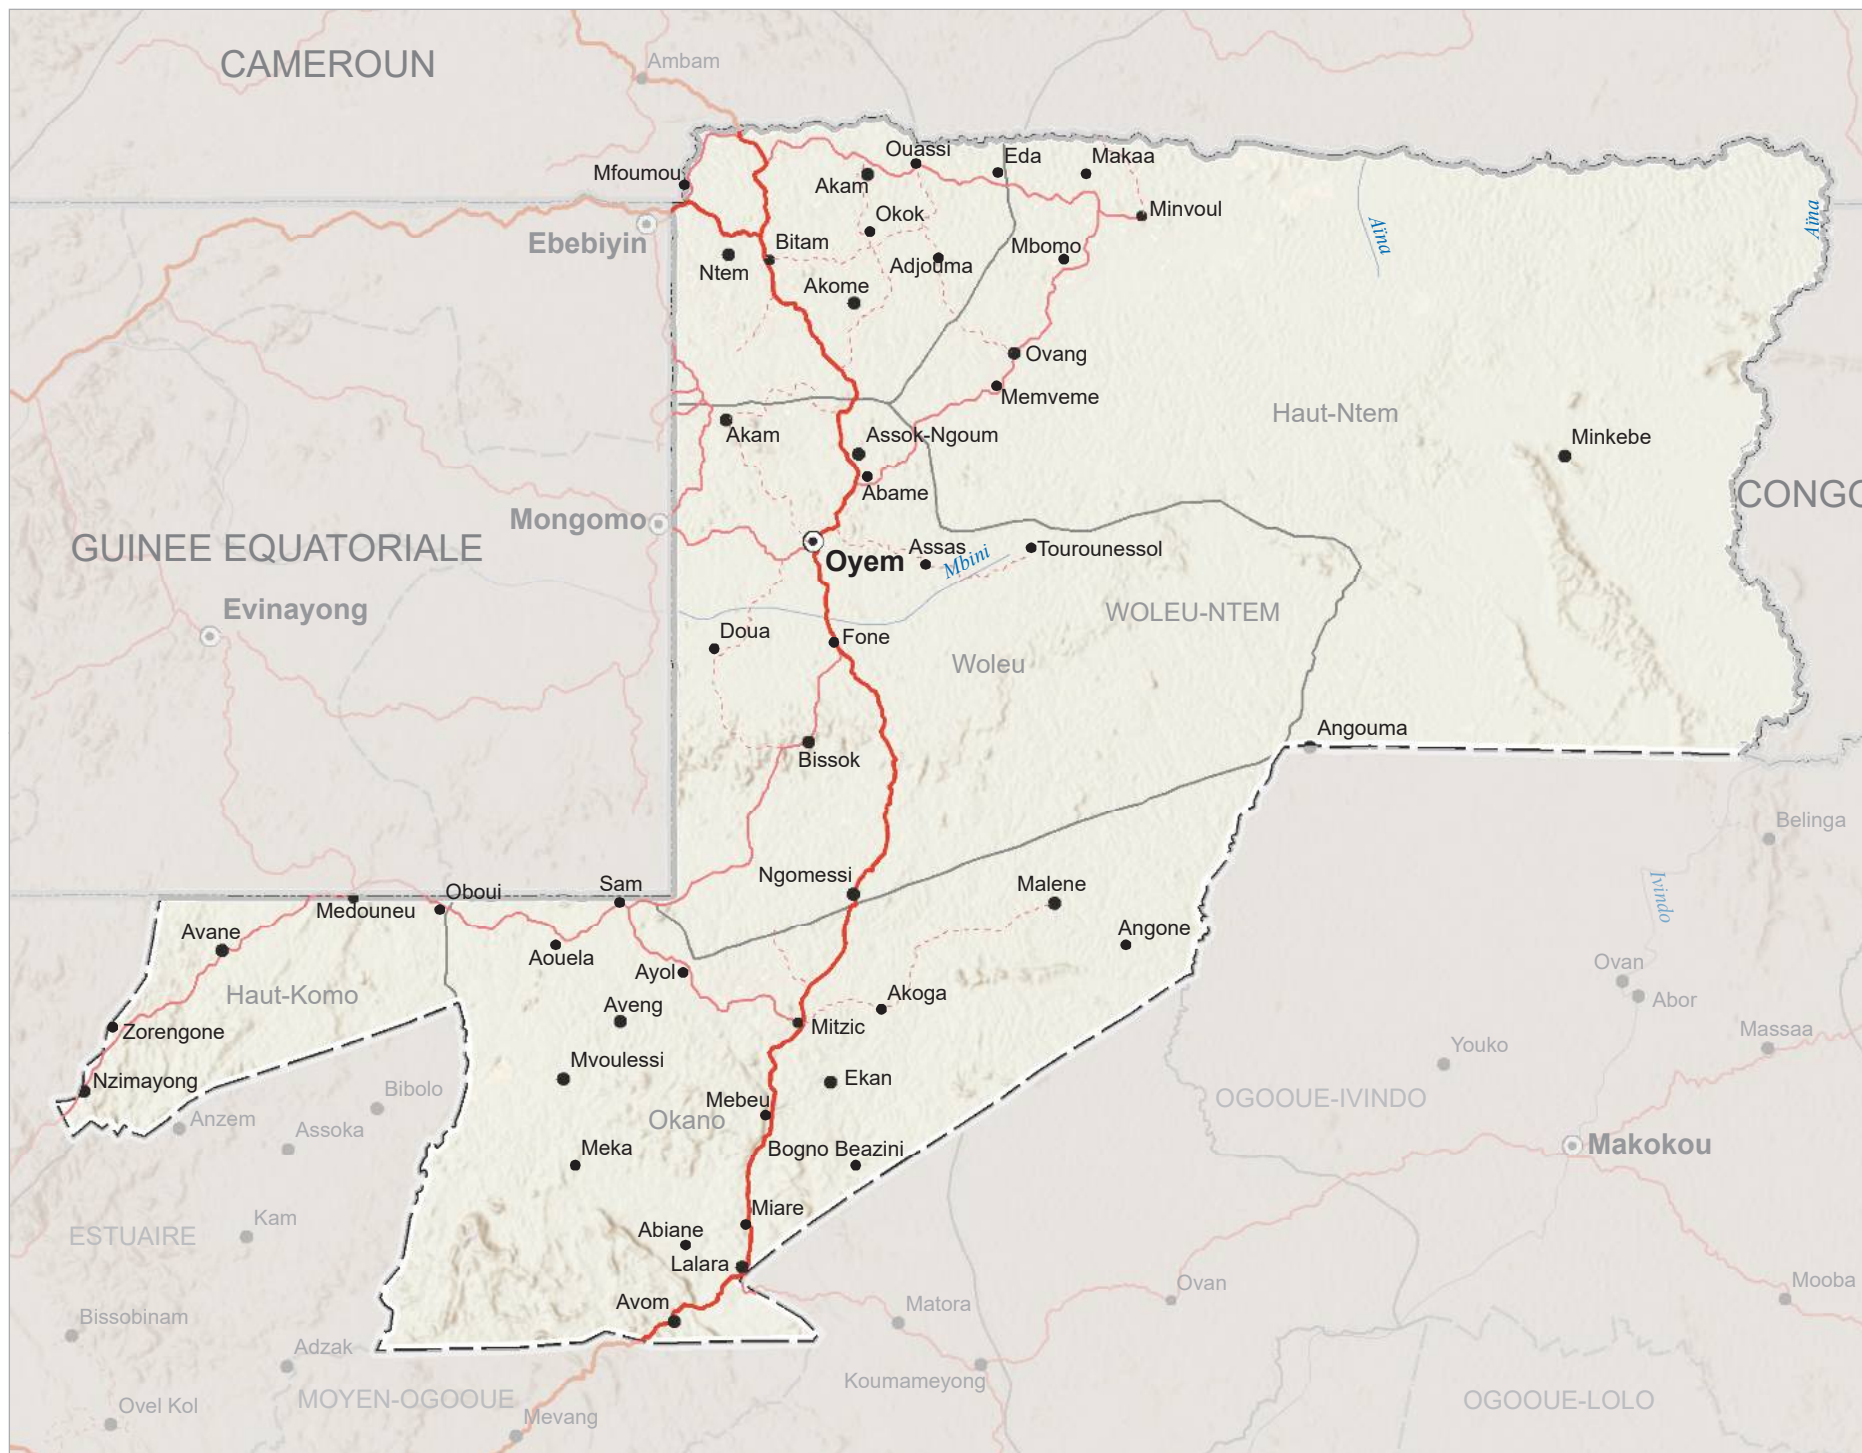 CAMEROUN
Ambam
Mfoumou
Ouassi
Eda
Makaa
Akam
Okok
Minvoul
Aïna
Aïna
Ebebiyin
Ntem
Bitam
Adjouma
Mbomo
Akome
Ovang
Memveme
Haut-Ntem
Akam
Assok-Ngoum
Minkebe
Abame
CONGO
Mongomo
GUINEE EQUATORIALE
Oyem
Assas
Mbini
Tourounessol
Evinayong
WOLEU-NTEM
Doua
Fone
Woleu
Angouma
Bissok
Belinga
Ngomessi
Sam
Oboui
Malene
Medouneu
Ivindo
Avane
Aouela
Angone
Ayol
Ovan
Haut-Komo
Akoga
Abor
Aveng
Zorengone
Mitzic
Massaa
Youko
Mvoulessi
Nzimayong
Ekan
Bibolo
Mebeu
OGOOUE-IVINDO
Anzem
Assoka
Okano
Makokou
Meka
Bogno Beazini
Kam
Miare
ESTUAIRE
Abiane
Lalara
Ovan
Mooba
Avom
Matora
Bissobinam
Adzak
Koumameyong
MOYEN-OGOOUE
OGOOUE-LOLO
Ovel Kol
Mevang